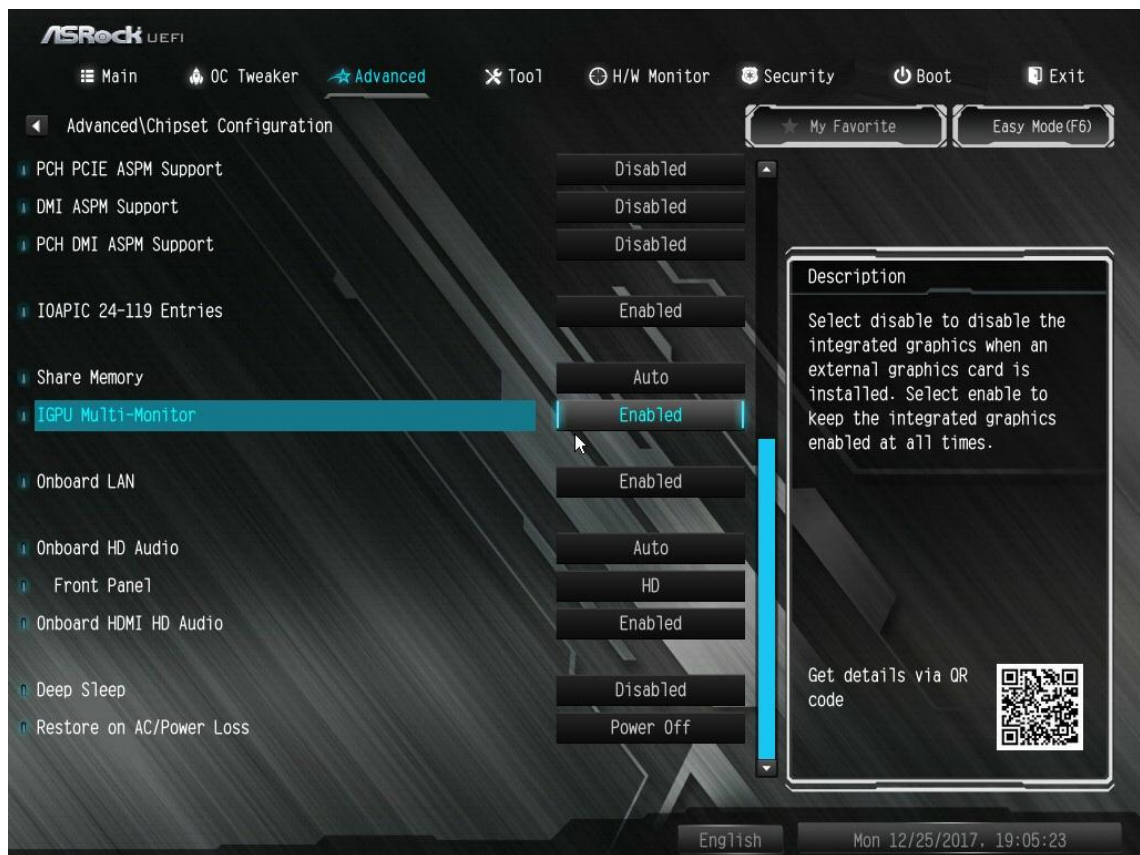 ASRock UEFI
Main OC Tweaker Advanced Tool H/W Monitor Security Boot Exit
Advanced\Chipset Configuration
My Favorite Easy Mode(F6)
PCH PCIE ASPM Support Disabled
DMI ASPM Support Disabled
PCH DMI ASPM Support Disabled
IOAPIC 24-119 Entries Enabled
Share Memory Auto
IGPU Multi-Monitor Enabled
Onboard LAN Enabled
Onboard HD Audio Auto
Front Panel HD
Onboard HDMI HD Audio Enabled
Deep Sleep Disabled
Restore on AC/Power Loss Power Off
Description
Select disable to disable the
integrated graphics when an
external graphics card is
installed. Select enable to
keep the integrated graphics
enabled at all times.
Get details via QR
code
English Mon 12/25/2017. 19:05:23